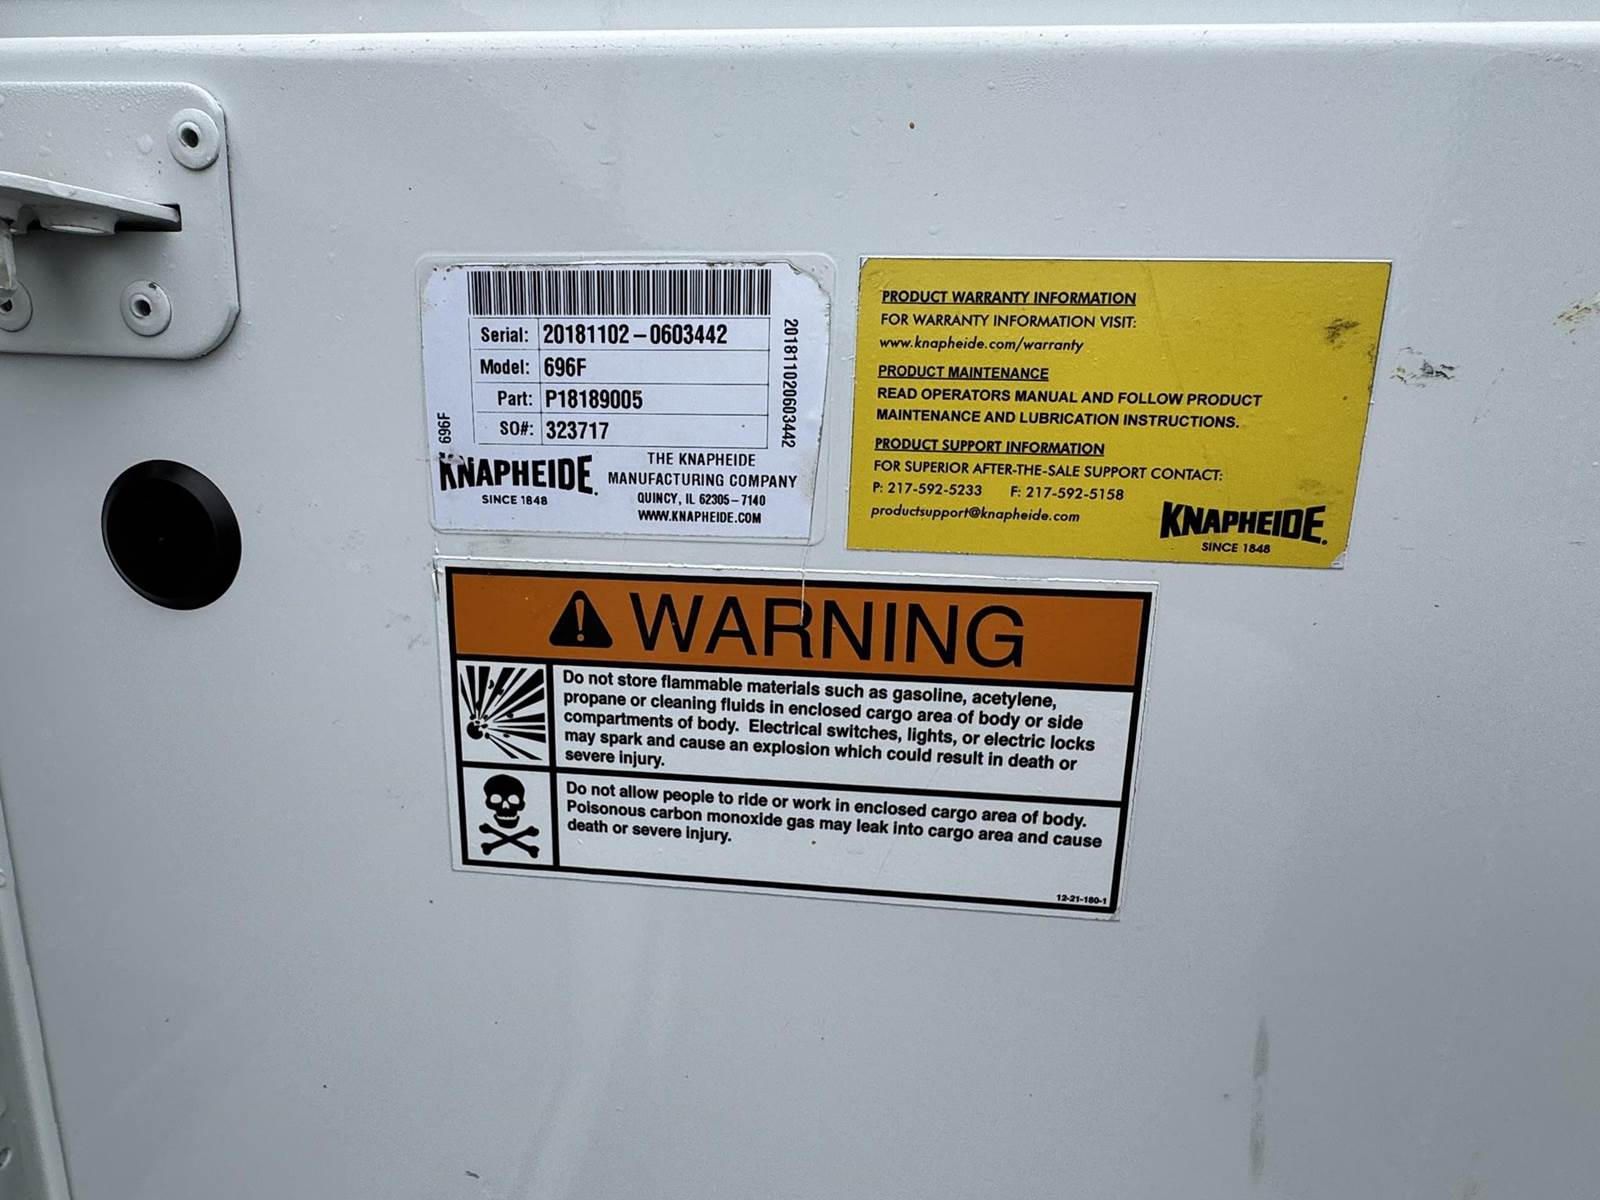 Serial: 20181102-0603442
Model: 696F
Part: P18189005
SO#: 323717
201811020603442
696F
KNAPHEIDE.
SINCE 1848
THE KNAPHEIDE
MANUFACTURING COMPANY
QUINCY, IL 62305-7140
WWW.KNAPHEIDE.COM
PRODUCT WARRANTY INFORMATION
FOR WARRANTY INFORMATION VISIT:
www.knapheide.com/warranty
PRODUCT MAINTENANCE
READ OPERATORS MANUAL AND FOLLOW PRODUCT
MAINTENANCE AND LUBRICATION INSTRUCTIONS.
PRODUCT SUPPORT INFORMATION
FOR SUPERIOR AFTER-THE-SALE SUPPORT CONTACT:
P: 217-592-5233 F: 217-592-5158
productsupport@knapheide.com
KNAPHEIDE.
SINCE 1848
WARNING
Do not store flammable materials such as gasoline, acetylene,
propane or cleaning fluids in enclosed cargo area of body or side
compartments of body. Electrical switches, lights, or electric locks
may spark and cause an explosion which could result in death or
severe injury.
Do not allow people to ride or work in enclosed cargo area of body.
Poisonous carbon monoxide gas may leak into cargo area and cause
death or severe injury.
12-21-180-1